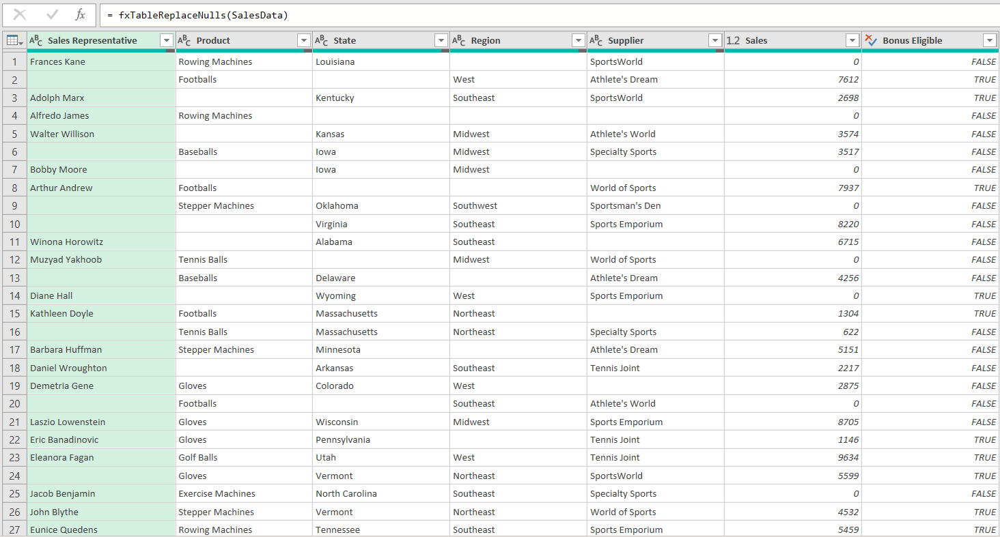 fx = fxTableReplaceNulls(SalesData)
ABC Sales Representative ABC Product ABC State ABC Region ABC Supplier 1.2 Sales Bonus Eligible
1 Frances Kane Rowing Machines Louisiana SportsWorld 0 FALSE
2 Footballs West Athlete's Dream 7612 TRUE
3 Adolph Marx Kentucky Southeast SportsWorld 2698 TRUE
4 Alfredo James Rowing Machines 0 FALSE
5 Walter Willison Kansas Midwest Athlete's World 3574 FALSE
6 Baseballs Iowa Midwest Specialty Sports 3517 FALSE
7 Bobby Moore Iowa Midwest 0 FALSE
8 Arthur Andrew Footballs World of Sports 7937 TRUE
9 Stepper Machines Oklahoma Southwest Sportsman's Den 0 FALSE
10 Virginia Southeast Sports Emporium 8220 FALSE
11 Winona Horowitz Alabama Southeast 6715 FALSE
12 Muzyad Yakhoob Tennis Balls Midwest World of Sports 0 FALSE
13 Baseballs Delaware Athlete's Dream 4256 FALSE
14 Diane Hall Wyoming West Sports Emporium 0 TRUE
15 Kathleen Doyle Footballs Massachusetts Northeast 1304 TRUE
16 Tennis Balls Massachusetts Northeast Specialty Sports 622 FALSE
17 Barbara Huffman Stepper Machines Minnesota Athlete's Dream 5151 FALSE
18 Daniel Wroughton Arkansas Southeast Tennis Joint 2217 FALSE
19 Demetria Gene Gloves Colorado West 2875 FALSE
20 Footballs Southeast Athlete's World 0 FALSE
21 Laszio Lowenstein Gloves Wisconsin Midwest Sports Emporium 8705 FALSE
22 Eric Banadinovic Gloves Pennsylvania Tennis Joint 1146 TRUE
23 Eleanora Fagan Golf Balls Utah West Tennis Joint 9634 TRUE
24 Gloves Vermont Northeast SportsWorld 5599 TRUE
25 Jacob Benjamin Exercise Machines North Carolina Southeast Specialty Sports 0 FALSE
26 John Blythe Stepper Machines Vermont Northeast World of Sports 4532 TRUE
27 Eunice Quedens Rowing Machines Tennessee Southeast Sports Emporium 5459 TRUE